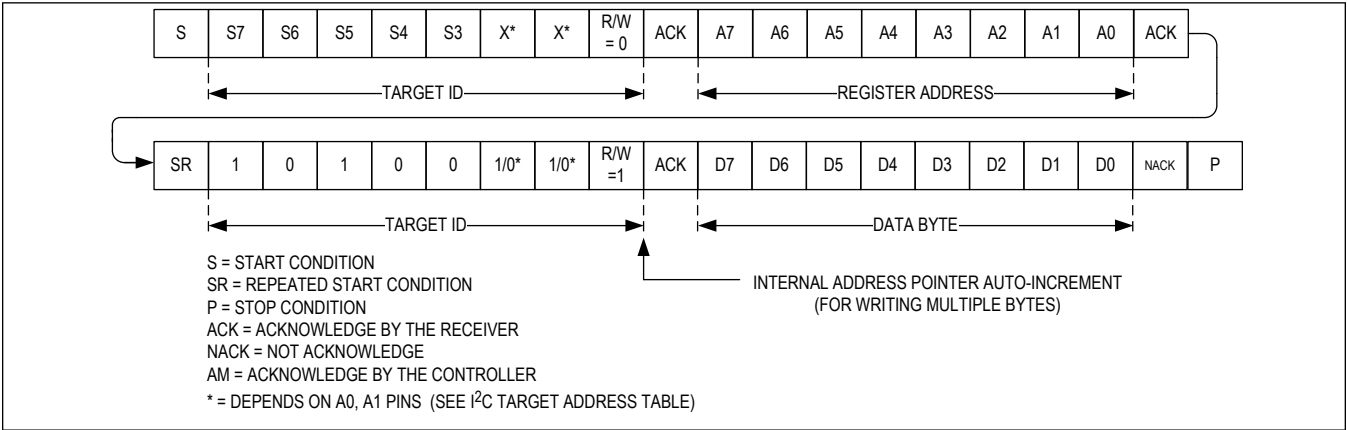 S S7 S6 S5 S4 S3 X* X* R/W = 0 ACK A7 A6 A5 A4 A3 A2 A1 A0 ACK
TARGET ID REGISTER ADDRESS
SR 1 0 1 0 0 1/0* 1/0* R/W =1 ACK D7 D6 D5 D4 D3 D2 D1 D0 NACK P
TARGET ID DATA BYTE
S = START CONDITION
SR = REPEATED START CONDITION
P = STOP CONDITION
ACK = ACKNOWLEDGE BY THE RECEIVER
NACK = NOT ACKNOWLEDGE
AM = ACKNOWLEDGE BY THE CONTROLLER
* = DEPENDS ON A0, A1 PINS (SEE I²C TARGET ADDRESS TABLE)
INTERNAL ADDRESS POINTER AUTO-INCREMENT
(FOR WRITING MULTIPLE BYTES)